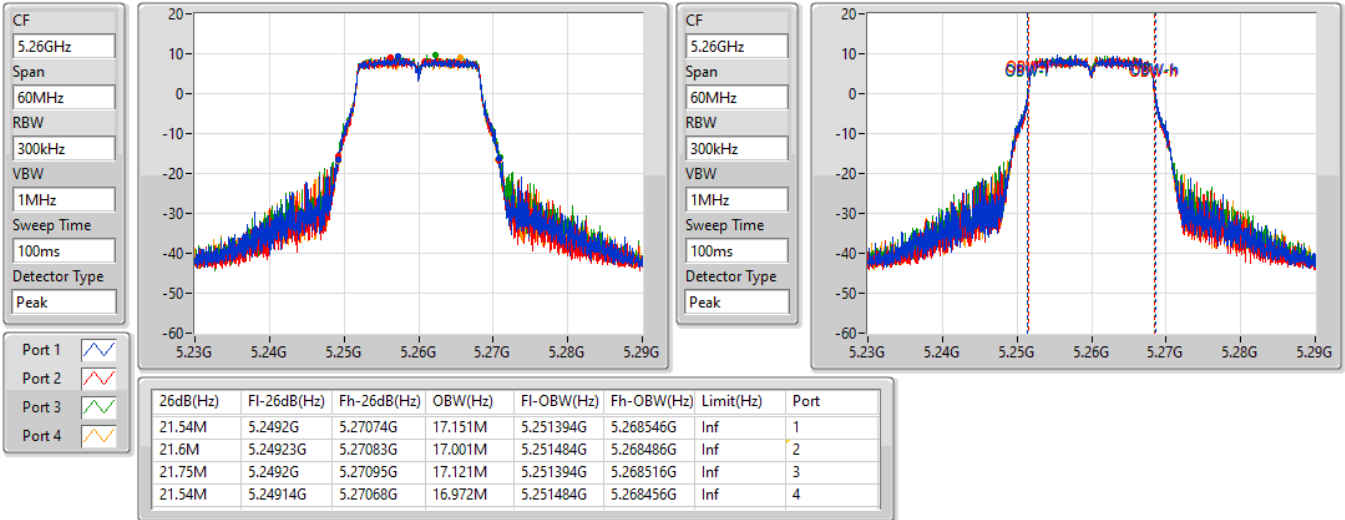 CF
5.26GHz
Span
60MHz
RBW
300kHz
VBW
1MHz
Sweep Time
100ms
Detector Type
Peak
20-
10-
0-
-10-
-20-
-30-
-40-
-50-
-60-
5.23G 5.24G 5.25G 5.26G 5.27G 5.28G 5.29G
CF
5.26GHz
Span
60MHz
RBW
300kHz
VBW
1MHz
Sweep Time
100ms
Detector Type
Peak
20-
10-
0-
-10-
-20-
-30-
-40-
-50-
-60-
OBW-l OBW-h
5.23G 5.24G 5.25G 5.26G 5.27G 5.28G 5.29G
Port 1
Port 2
Port 3
Port 4
26dB(Hz) Fl-26dB(Hz) Fh-26dB(Hz) OBW(Hz) Fl-OBW(Hz) Fh-OBW(Hz) Limit(Hz) Port
21.54M 5.2492G 5.27074G 17.151M 5.251394G 5.268546G Inf 1
21.6M 5.24923G 5.27083G 17.001M 5.251484G 5.268486G Inf 2
21.75M 5.2492G 5.27095G 17.121M 5.251394G 5.268516G Inf 3
21.54M 5.24914G 5.27068G 16.972M 5.251484G 5.268456G Inf 4